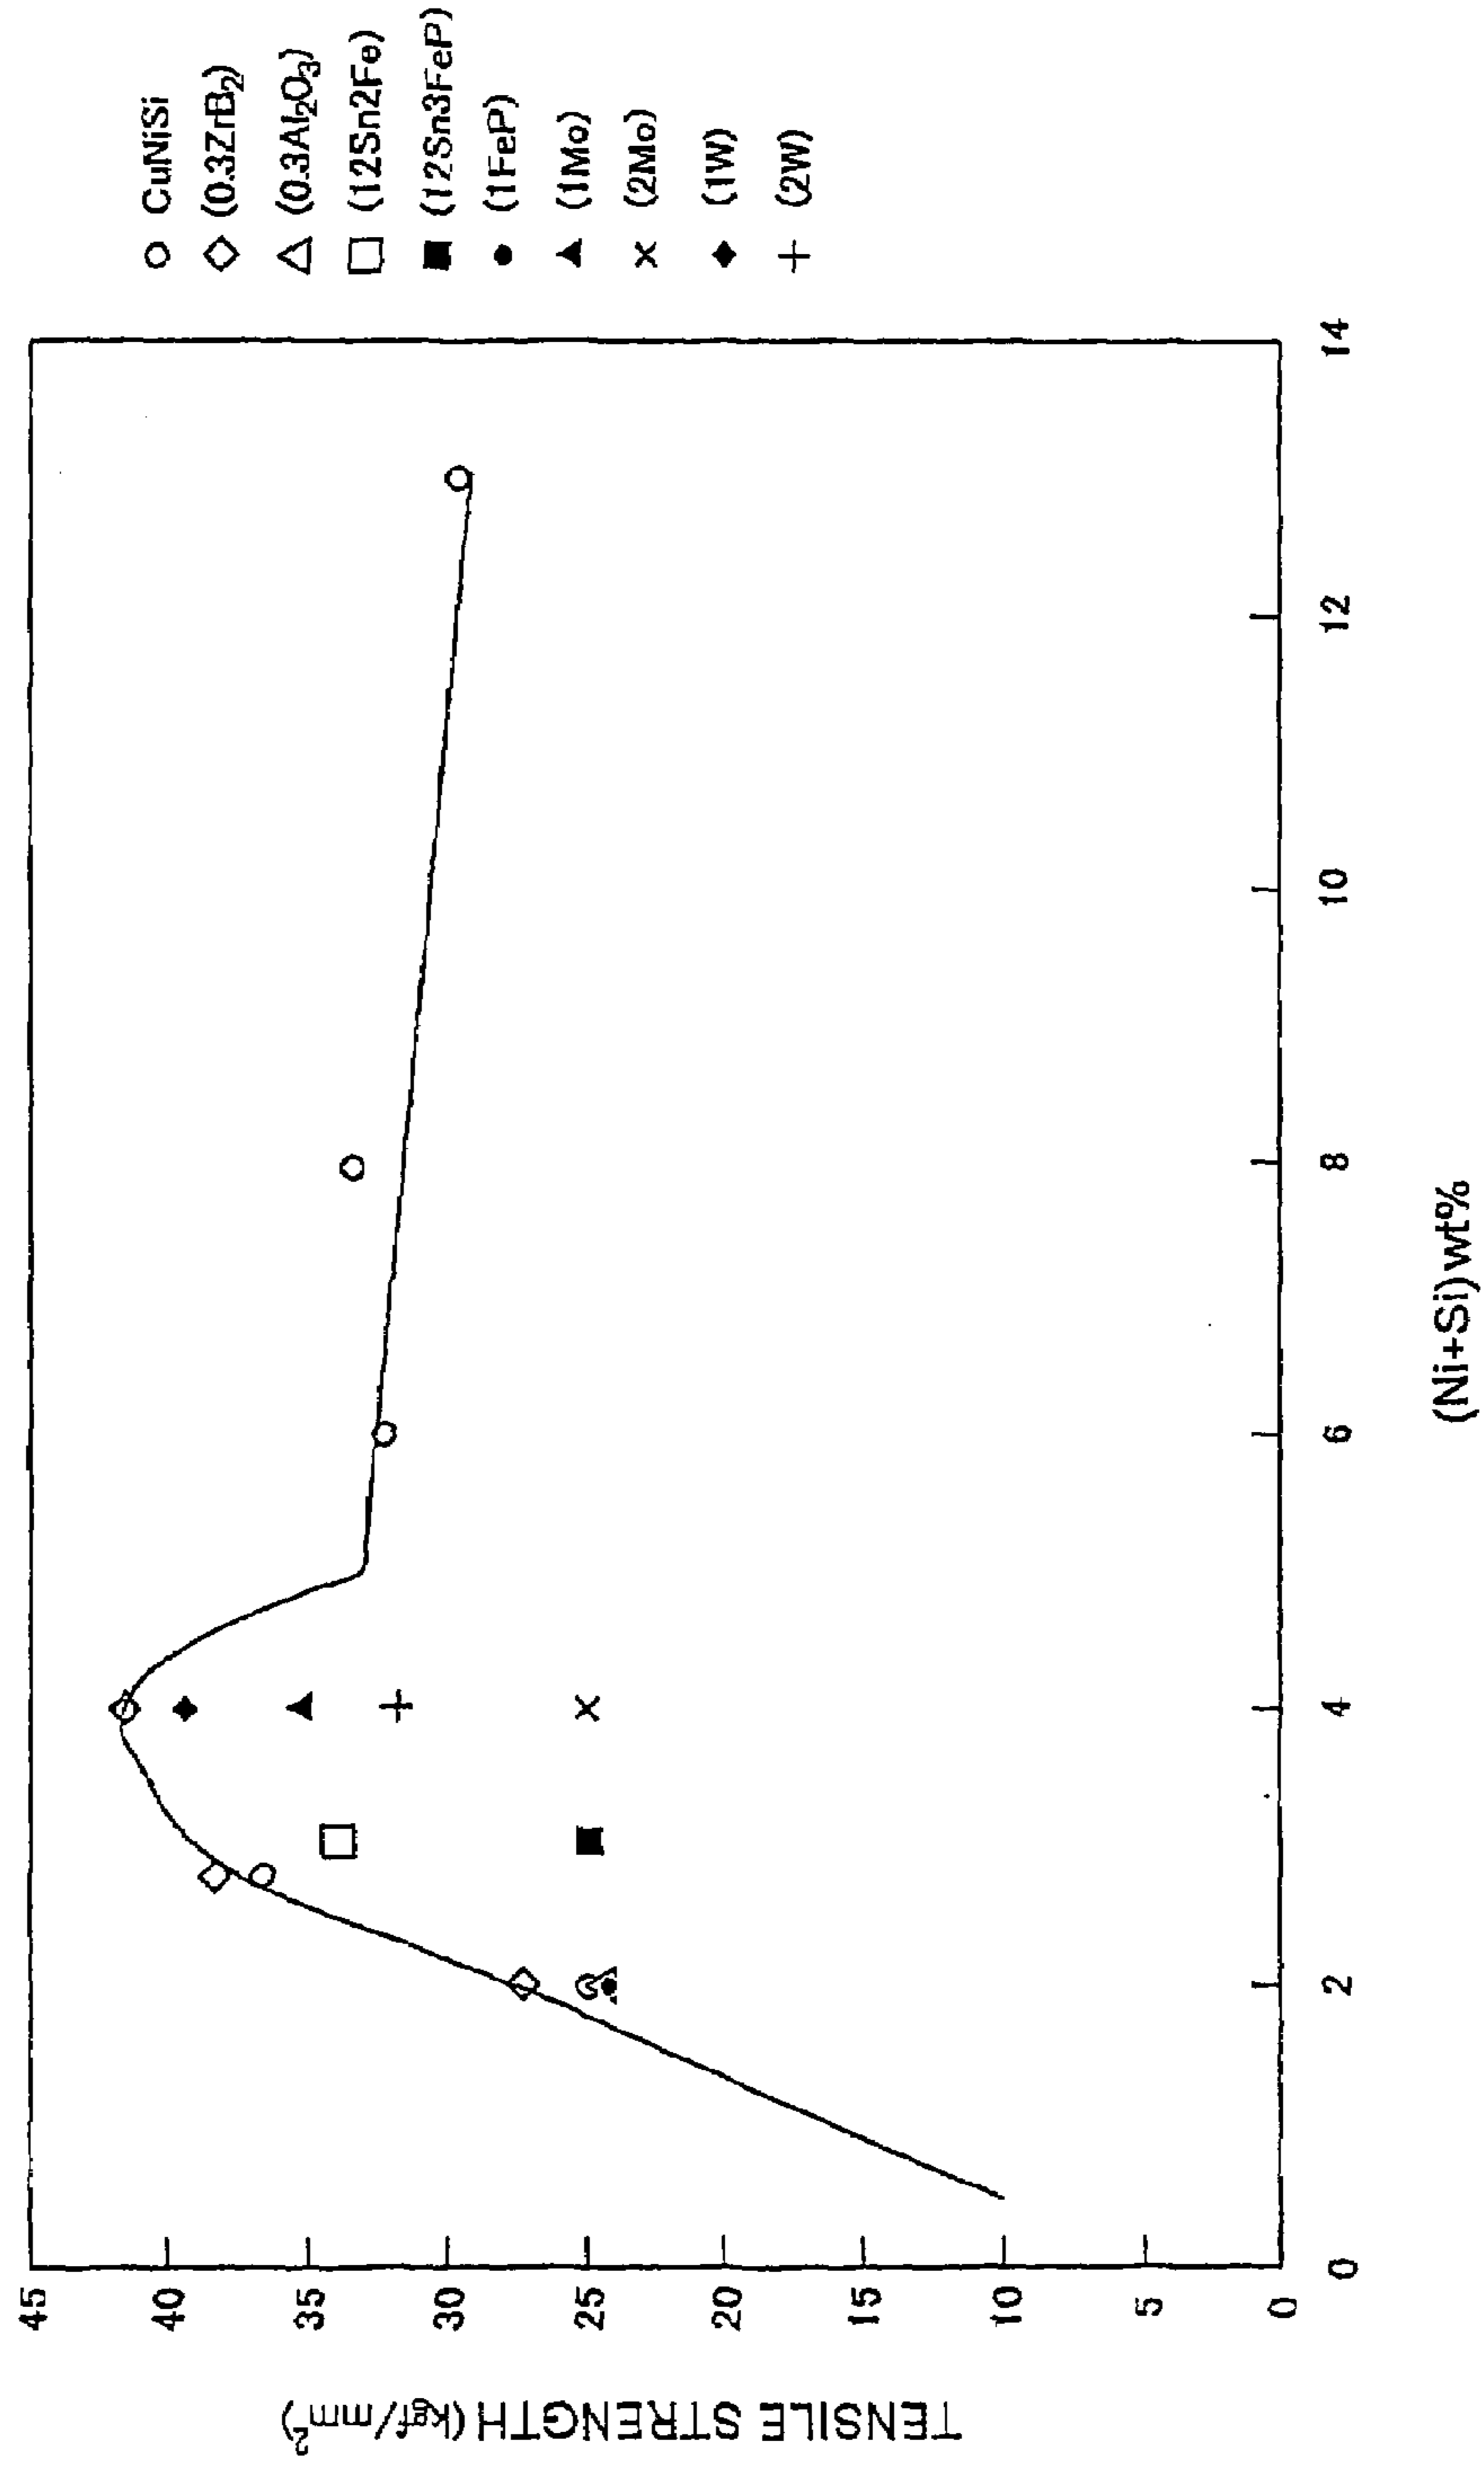 TENSILE STRENGTH (kgf/mm²)
45
40
35
30
25
20
15
10
5
0
0
2
4
6
8
10
12
14
(Ni+Si)wt%
○ CuNiSi
◇ (0.3ZrB₂)
△ (0.3Al₂O₃)
□ (12Sn2Fe)
■ (12Sn3FeP)
● (1FeP)
▲ (1Mo)
× (2Mo)
◆ (1W)
+ (2W)